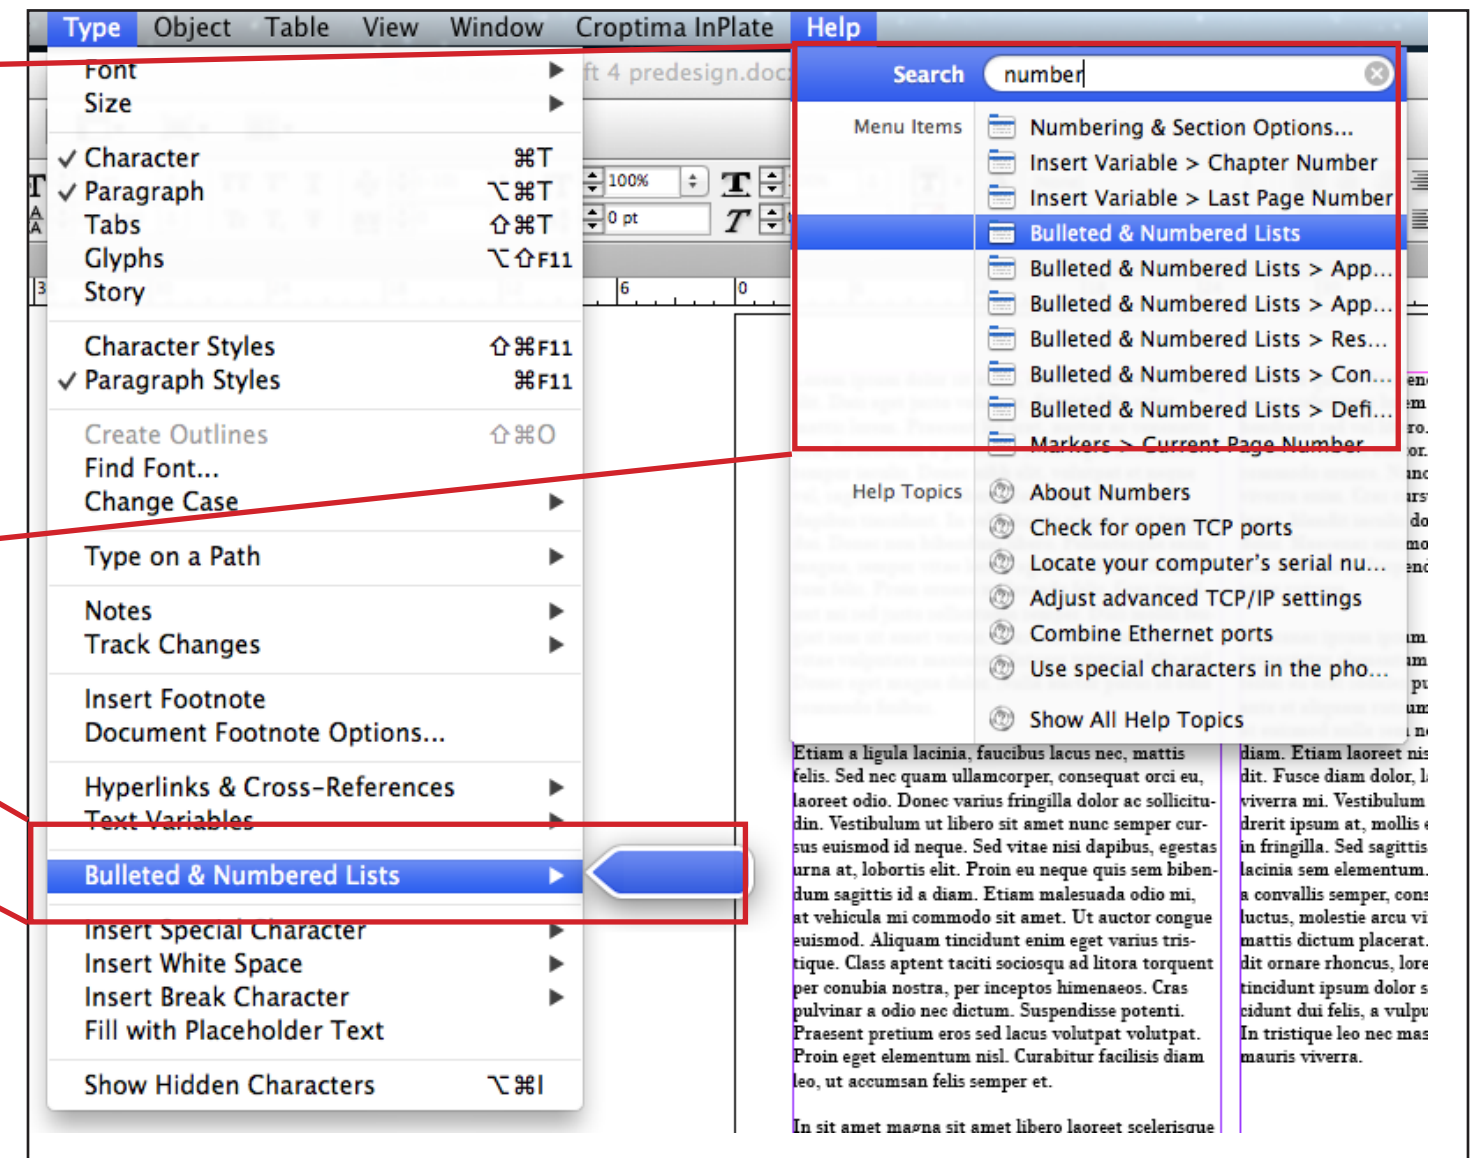 Type Object Table View Window Croptima InPlate Help
ft 4 predesign.doc
Font
Size
✓ Character ⌘T
✓ Paragraph ⌥⌘T
Tabs ⇧⌘T
Glyphs ⌥⇧F11
Story
Character Styles ⇧⌘F11
✓ Paragraph Styles ⌘F11
Create Outlines ⇧⌘O
Find Font...
Change Case
Type on a Path
Notes
Track Changes
Insert Footnote
Document Footnote Options...
Hyperlinks & Cross-References
Text Variables
Bulleted & Numbered Lists
Insert Special Character
Insert White Space
Insert Break Character
Fill with Placeholder Text
Show Hidden Characters ⌥⌘I
100%
0 pt
6 0
Search number
Menu Items
Numbering & Section Options...
Insert Variable > Chapter Number
Insert Variable > Last Page Number
Bulleted & Numbered Lists
Bulleted & Numbered Lists > App...
Bulleted & Numbered Lists > App...
Bulleted & Numbered Lists > Res...
Bulleted & Numbered Lists > Con...
Bulleted & Numbered Lists > Defi...
Markers > Current Page Number
Help Topics
About Numbers
Check for open TCP ports
Locate your computer's serial nu...
Adjust advanced TCP/IP settings
Combine Ethernet ports
Use special characters in the pho...
Show All Help Topics
Etiam a ligula lacinia, faucibus lacus nec, mattis
felis. Sed nec quam ullamcorper, consequat orci eu,
laoreet odio. Donec varius fringilla dolor ac sollicitu-
din. Vestibulum ut libero sit amet nunc semper cur-
sus euismod id neque. Sed vitae nisi dapibus, egestas
urna at, lobortis elit. Proin eu neque quis sem biben-
dum sagittis id a diam. Etiam malesuada odio mi,
at vehicula mi commodo sit amet. Ut auctor congue
euismod. Aliquam tincidunt enim eget varius tris-
tique. Class aptent taciti sociosqu ad litora torquent
per conubia nostra, per inceptos himenaeos. Cras
pulvinar a odio nec dictum. Suspendisse potenti.
Praesent pretium eros sed lacus volutpat volutpat.
Proin eget elementum nisl. Curabitur facilisis diam
leo, ut accumsan felis semper et.
In sit amet magna sit amet libero laoreet scelerisque
diam. Etiam laoreet nis
dit. Fusce diam dolor,
viverra mi. Vestibulum
drerit ipsum at, mollis
in fringilla. Sed sagittis
lacinia sem elementum.
a convallis semper, cons
luctus, molestie arcu vi
mattis dictum placerat.
dit ornare rhoncus, lore
tincidunt ipsum dolor s
cidunt dui felis, a vulpu
In tristique leo nec mas
mauris viverra.